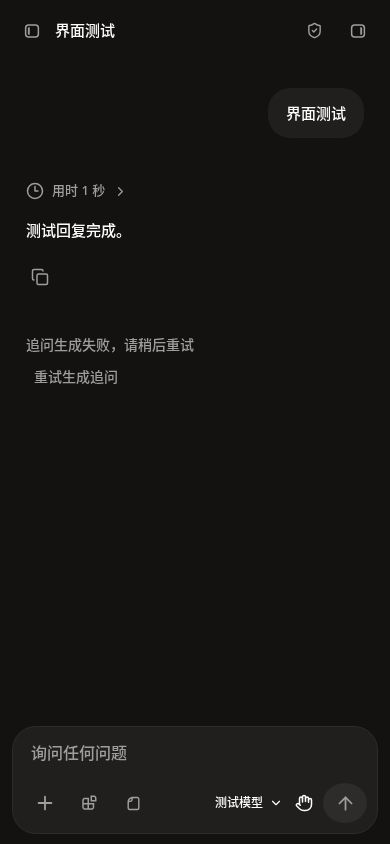 界面测试
界面测试
用时 1 秒
测试回复完成。
追问生成失败，请稍后重试
重试生成追问
询问任何问题
测试模型